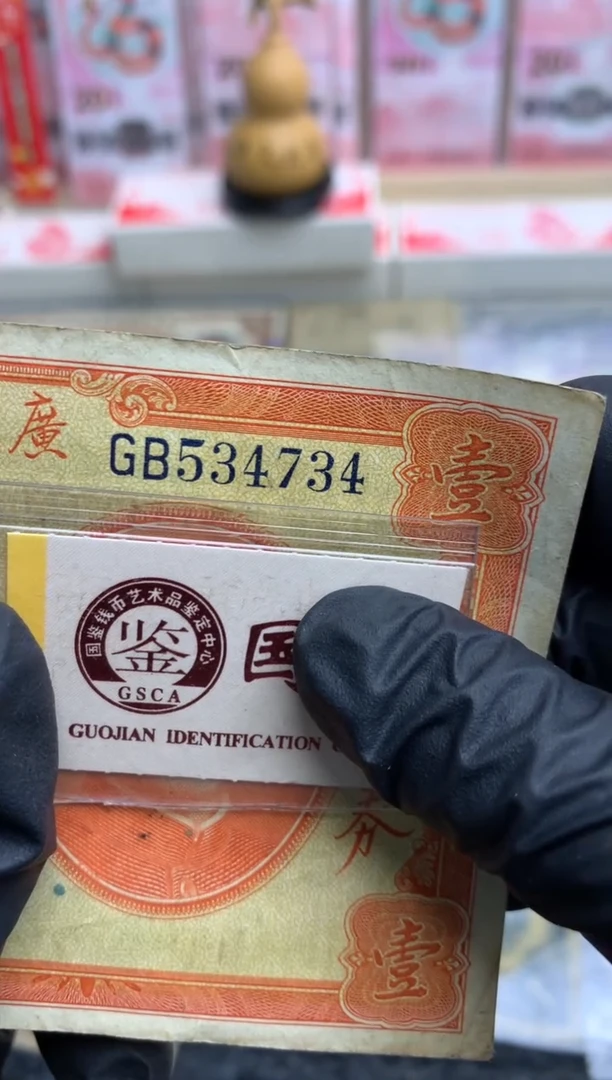 廣
GB534734
壹
国鉴钱币艺术品鉴定中心
鉴
GSCA
GUOJIAN IDENTIFICATION
券
壹